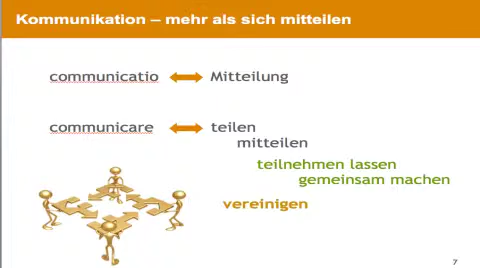 Kommunikation – mehr als sich mitteilen
communicatio Mitteilung
communicare teilen
mitteilen
teilnehmen lassen
gemeinsam machen
vereinigen
7